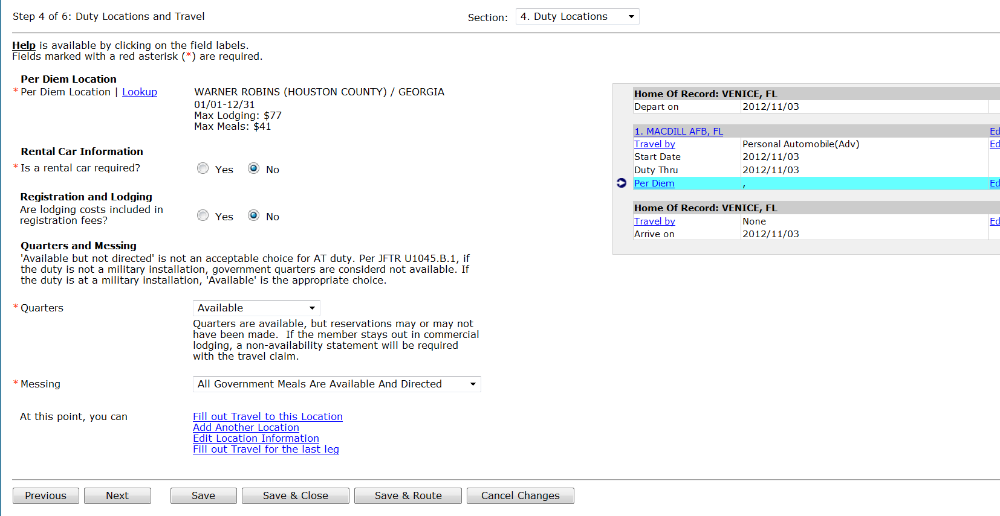 Step 4 of 6: Duty Locations and Travel
Section: 4. Duty Locations
Help is available by clicking on the field labels.
Fields marked with a red asterisk (*) are required.
Per Diem Location
* Per Diem Location | Lookup
WARNER ROBINS (HOUSTON COUNTY) / GEORGIA
01/01-12/31
Max Lodging: $77
Max Meals: $41
Rental Car Information
* Is a rental car required? Yes No
Registration and Lodging
Are lodging costs included in
registration fees?
Yes No
Quarters and Messing
'Available but not directed' is not an acceptable choice for AT duty. Per JFTR U1045.B.1, if
the duty is not a military installation, government quarters are considerd not available. If
the duty is at a military installation, 'Available' is the appropriate choice.
* Quarters Available
Quarters are available, but reservations may or may not
have been made.  If the member stays out in commercial
lodging, a non-availability statement will be required
with the travel claim.
* Messing All Government Meals Are Available And Directed
At this point, you can Fill out Travel to this Location
Add Another Location
Edit Location Information
Fill out Travel for the last leg
Home Of Record: VENICE, FL
Depart on 2012/11/03
1. MACDILL AFB, FL Ed
Travel by Personal Automobile(Adv) Ed
Start Date 2012/11/03
Duty Thru 2012/11/03
Per Diem , Ed
Home Of Record: VENICE, FL
Travel by None Ed
Arrive on 2012/11/03
Previous Next Save Save & Close Save & Route Cancel Changes